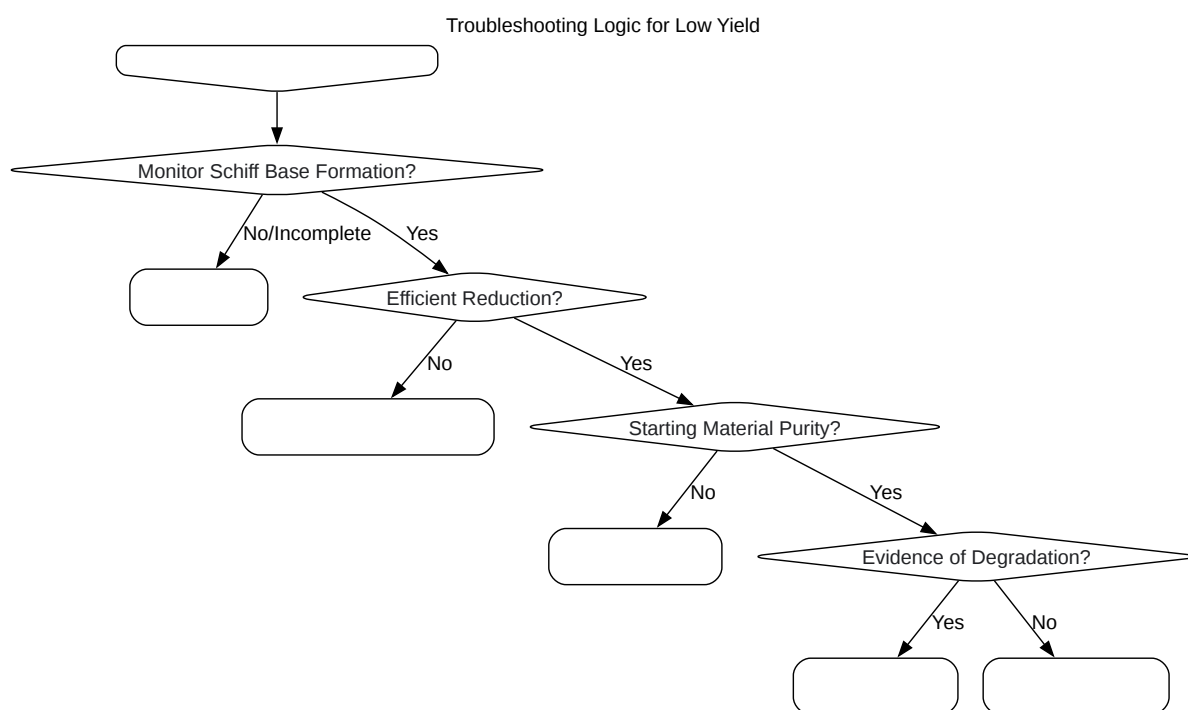 Troubleshooting Logic for Low Yield
Monitor Schiff Base Formation?
No/Incomplete
Yes
Efficient Reduction?
No
Yes
Starting Material Purity?
No
Yes
Evidence of Degradation?
Yes
No